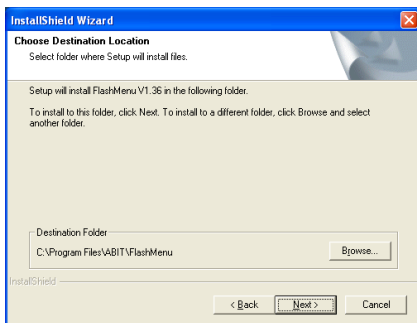 InstallShield Wizard
Choose Destination Location
Select folder where Setup will install files.
Setup will install FlashMenu V1.36 in the following folder.
To install to this folder, click Next. To install to a different folder, click Browse and select
another folder.
Destination Folder
C:\Program Files\ABIT\FlashMenu
Browse...
InstallShield
< Back
Next >
Cancel